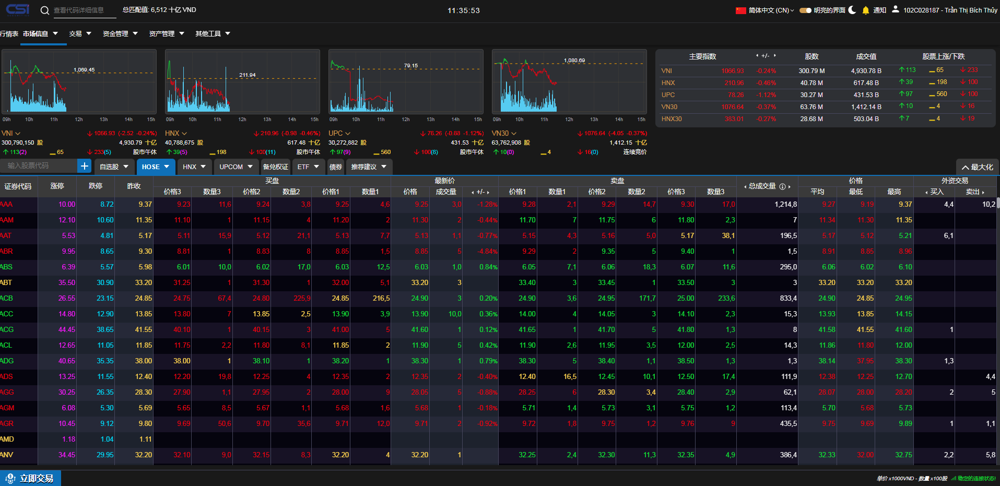 CSI 查看代码详细信息 总匹配值: 6,512 十亿 VND 11:35:53 简体中文 (CN) 明亮的界面 通知 102C028187 - Trần Thị Bích Thủy
行情表 市场信息 交易 资金管理 资产管理 其他工具
1,069.45 211.94 79.15 1,080.69
09h 10h 11h 12h 13h 14h 15h 09h 10h 11h 12h 13h 14h 15h 09h 10h 11h 12h 13h 14h 15h 09h 10h 11h 12h 13h 14h 15h
主要指数 +/- 股数 成交值 股票上涨/下跌
VNI 1066.93 -0.24% 300.79 M 4,930.78 B 113 65 233
HNX 210.96 -0.46% 40.78 M 617.48 B 39 198 100
UPC 78.26 -1.12% 30.27 M 431.53 B 97 560 100
VN30 1076.64 -0.37% 63.76 M 1,412.14 B 10 4 16
HNX30 383.01 -0.27% 28.68 M 503.04 B 7 4 19
VNI 1066.93 (-2.52 -0.24%)
300,790,150 股 4,930.79 十亿
113(2) 65 233(5) 股市午休
HNX 210.96 (-0.98 -0.46%)
40,788,675 股 617.48 十亿
39(5) 198 100(11) 股市午休
UPC 78.26 (-0.88 -1.12%)
30,272,882 股 431.53 十亿
97(9) 560 100(8) 股市午休
VN30 1076.64 (-4.05 -0.37%)
63,762,908 股 1,412.15 十亿
10(0) 4 16(0) 连续竞价
输入股票代码 + 自选股 HOSE HNX UPCOM 备兑权证 ETF 债券 推荐建议 最大化
证券代码 涨停 跌停 昨收 买盘 最新价 卖盘 总成交量 价格 外资交易
价格3 数量3 价格2 数量2 价格1 数量1 价格 成交量 +/- 价格1 数量1 价格2 数量2 价格3 数量3 平均 最低 最高 买入 卖出
AAA 10.00 8.72 9.37 9.23 11,6 9.24 3,8 9.25 4,6 9.25 3,0 -1.28% 9.28 2,1 9.29 14,7 9.30 17,0 1,214,8 9.27 9.19 9.37 4,4 10,2
AAM 12.10 10.60 11.35 11.10 1 11.15 4 11.20 2 11.30 2 -0.44% 11.70 7 11.75 6 11.80 2,3 7 11.34 11.30 11.35
AAT 5.53 4.81 5.17 5.11 15,9 5.12 21,1 5.13 7,7 5.13 1,1 -0.77% 5.15 4,3 5.16 5,0 5.17 38,1 196,5 5.17 5.12 5.21 6,1
ABR 9.95 8.65 9.30 8.81 1 8.83 8 8.85 1,5 8.85 5 -4.84% 9.29 2 9.35 5 9.40 1 1,5 8.91 8.85 8.96
ABS 6.39 5.57 5.98 6.01 10,0 6.02 17,0 6.03 12,5 6.03 1,0 0.84% 6.05 7,1 6.06 18,3 6.07 11,6 295,0 6.06 6.02 6.10
ABT 35.50 30.90 33.20 31.25 1 31.30 1 32.00 5,1 33.20 3 33.40 3 33.45 1 33.50 3 3 33.20 33.20 33.20
ACB 26.55 23.15 24.85 24.75 67,4 24.80 225,9 24.85 216,5 24.90 3 0.20% 24.90 3,6 24.95 171,7 25.00 233,6 833,4 24.90 24.85 24.95
ACC 14.80 12.90 13.85 13.80 7 13.85 2,5 13.90 3,9 13.90 10,0 0.36% 14.00 4 14.05 3 14.10 2,3 15,3 13.93 13.85 14.15
ACG 44.45 38.65 41.55 40.10 1 40.15 3 41.00 5 41.60 1 0.12% 41.65 1 41.70 5 41.80 1,3 8 41.58 41.55 41.60 1
ACL 12.65 11.05 11.85 11.75 2,2 11.80 8,1 11.85 2 11.90 5 0.42% 11.90 2,6 11.95 3,5 12.00 2,5 14,3 11.86 11.80 12.00
ADG 40.65 35.35 38.00 38.00 1 38.10 1 38.20 1 38.30 1 0.79% 38.30 5 38.40 1,1 38.50 1,3 1,3 38.14 37.95 38.30 1,3
ADS 13.25 11.55 12.40 12.20 19,8 12.25 4 12.35 2 12.35 2 -0.40% 12.40 16,5 12.45 10,1 12.50 17,4 111,9 12.38 12.25 12.70 4,4
AGG 30.25 26.35 28.30 27.90 1,1 27.95 2 28.00 9 28.05 5 -0.88% 28.25 6 28.30 3,4 28.40 2,9 62,1 28.07 28.00 28.20 2 5
AGM 6.08 5.30 5.69 5.65 8,5 5.67 1,1 5.68 1,6 5.68 1 -0.18% 5.71 1,4 5.73 3,1 5.75 1,2 113,4 5.70 5.68 5.73
AGR 10.45 9.12 9.80 9.69 50,6 9.70 35,6 9.71 12,0 9.71 2 -0.92% 9.72 1,8 9.75 1,2 9.76 9 435,5 9.75 9.69 9.89 1 1,1
AMD 1.18 1.04 1.11
ANV 34.45 29.95 32.20 32.10 9,0 32.15 8,3 32.20 4 32.20 1 32.25 2,4 32.30 11,3 32.35 4,9 386,4 32.33 32.00 32.75 2,2 5,8
立即交易 单价 x1000VND - 数量 x100股 稳定的连接状态!